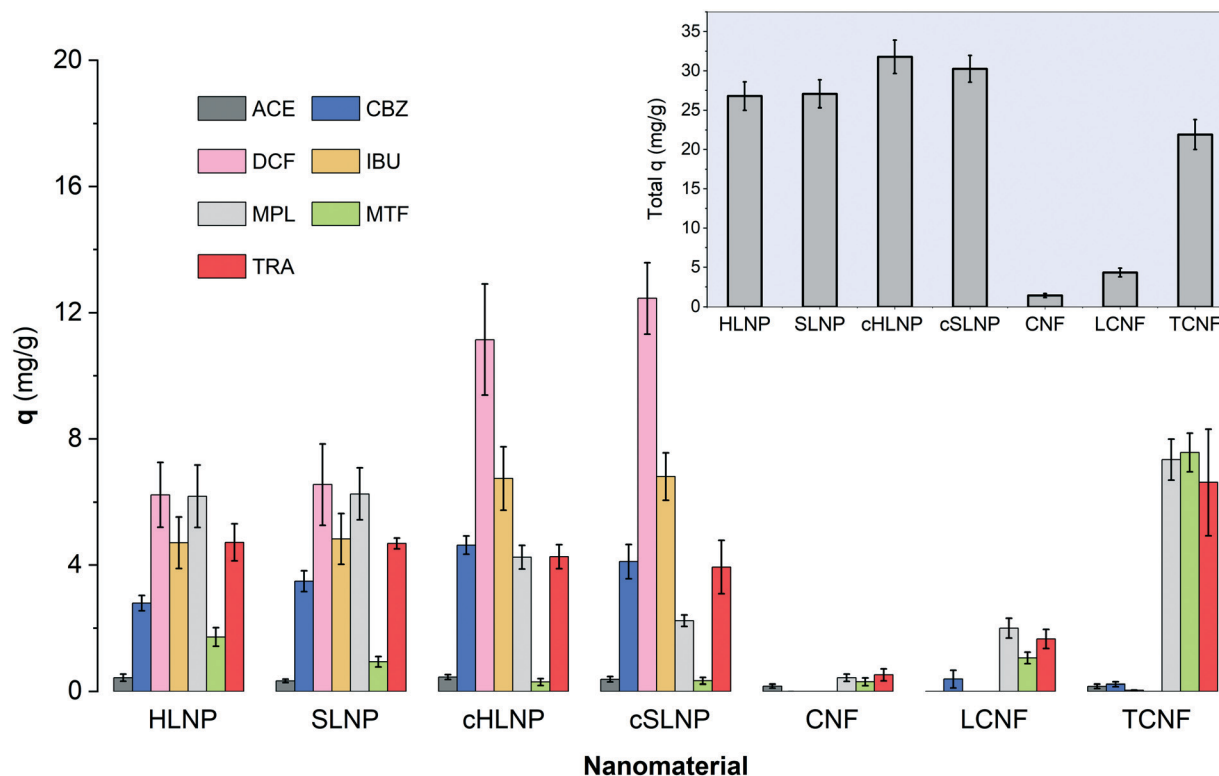 35
30
25
20
15
10
5
0
Total q (mg/g)
HLNP SLNP cHLNP cSLNP CNF LCNF TCNF
20
16
12
8
4
0
q (mg/g)
ACE CBZ
DCF IBU
MPL MTF
TRA
HLNP SLNP cHLNP cSLNP CNF LCNF TCNF
Nanomaterial